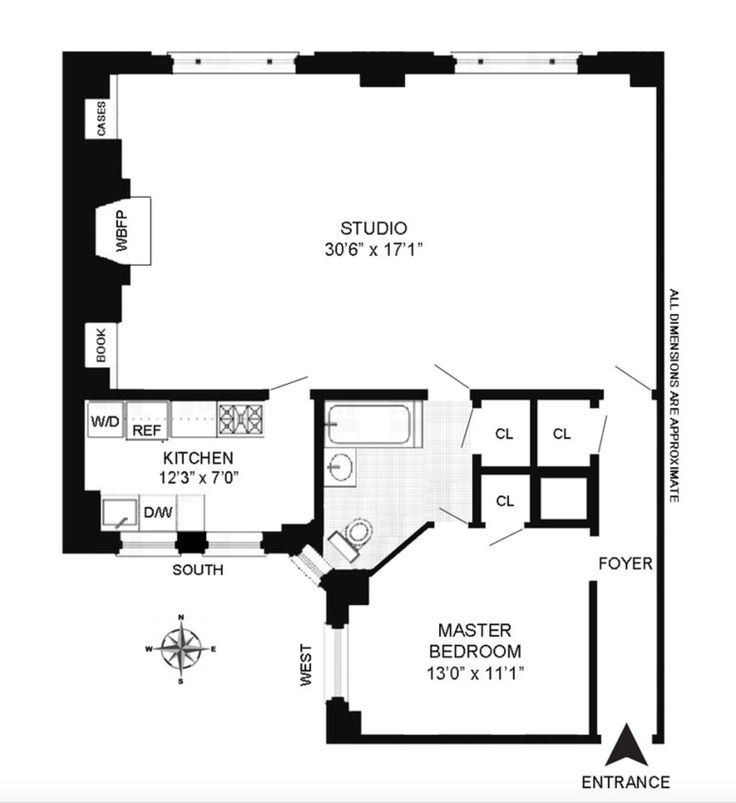 CASES
WBFP
STUDIO
30'6" x 17'1"
BOOK
ALL DIMENSIONS ARE APPROXIMATE
W/D
REF
KITCHEN
12'3" x 7'0"
D/W
CL
CL
CL
SOUTH
FOYER
N
W
E
S
WEST
MASTER
BEDROOM
13'0" x 11'1"
ENTRANCE